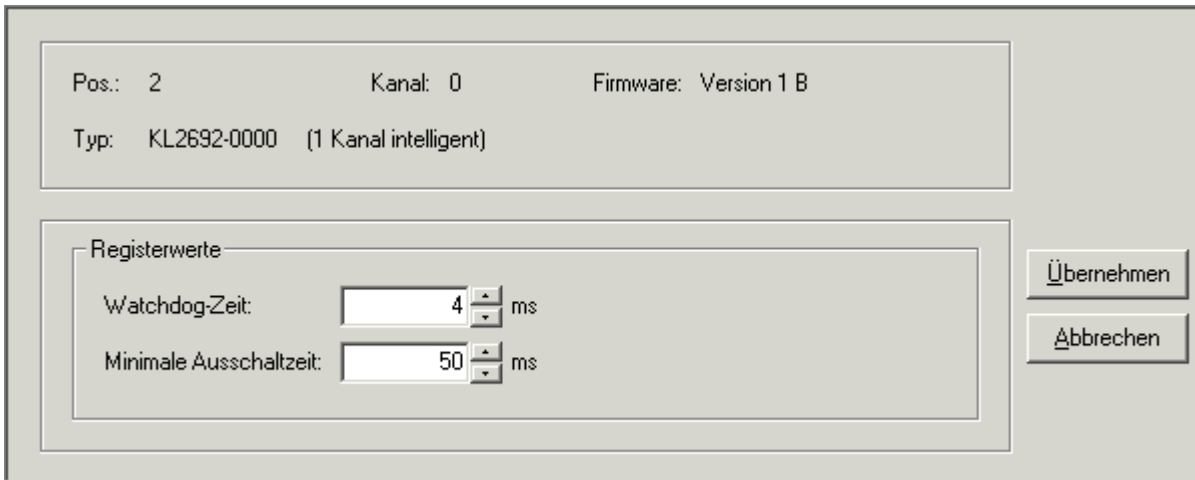 Pos.: 2 Kanal: 0 Firmware: Version 1 B
Typ: KL2692-0000 (1 Kanal intelligent)
Registerwerte
Watchdog-Zeit: 4 ms
Minimale Ausschaltzeit: 50 ms
Übernehmen
Abbrechen